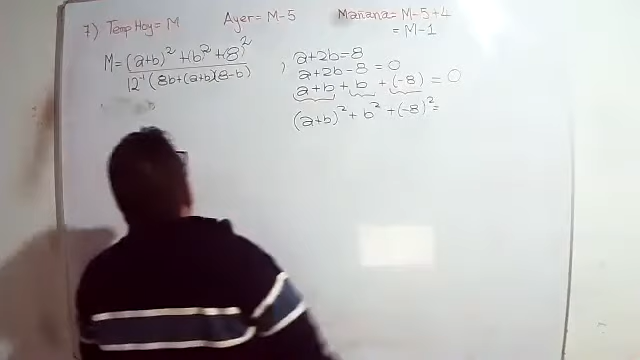 7) Temp Hoy = M Ayer = M-5 Mañana = M-5+4
= M-1
M = (a+b)² + (b² + (8)²
12⁻¹ (8b+(a+b)(8-b)
, a+2b=8
a+2b-8=0
a+b + b + (-8) = 0
(a+b)² + b² + (-8)² =